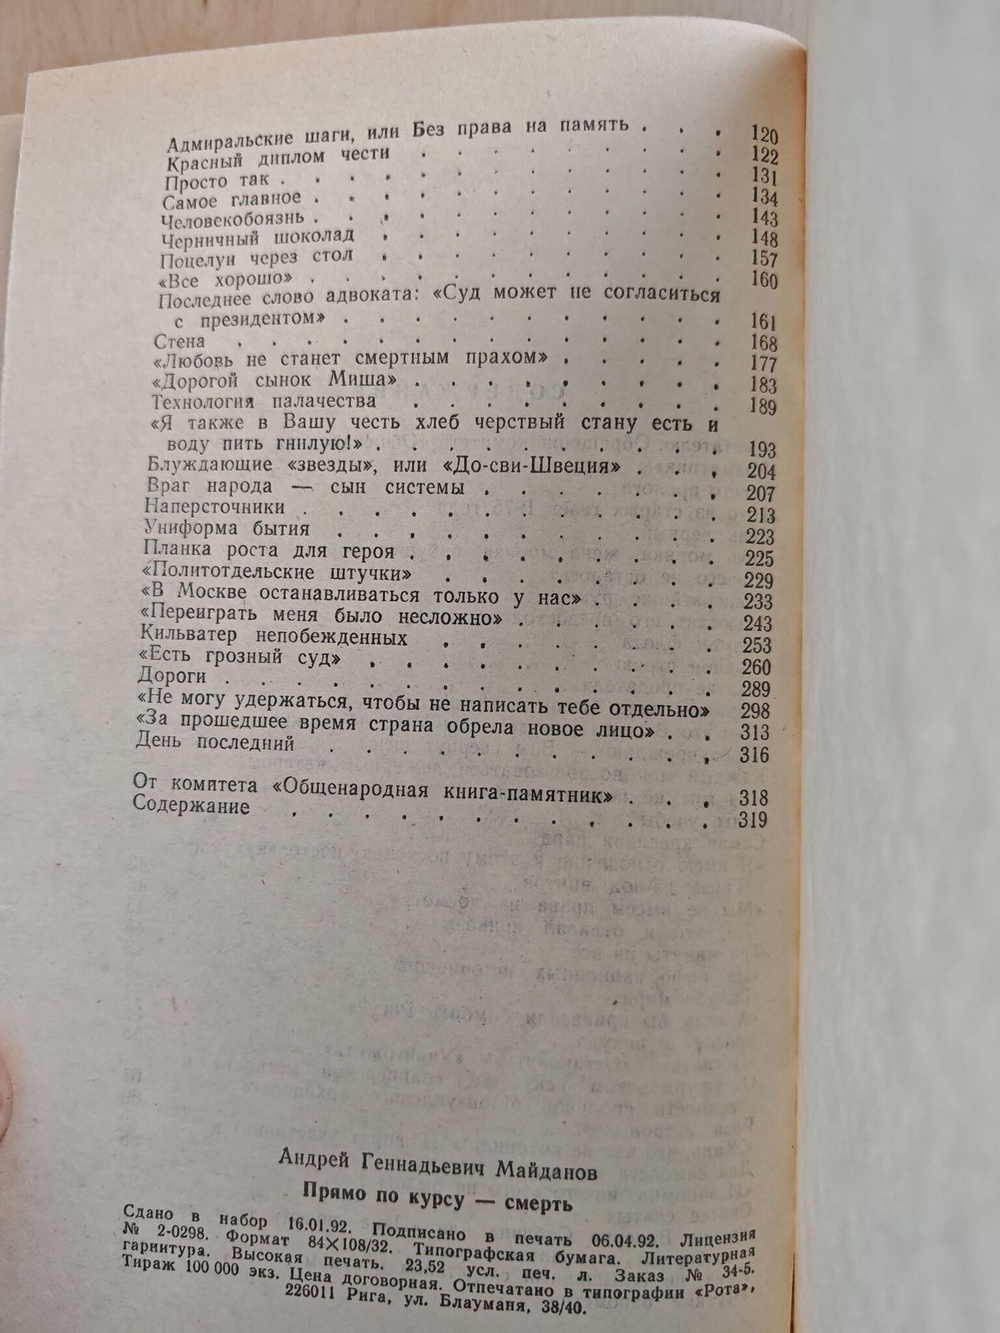 Адмиральские шаги, или Без права на память . . . 120
Красный диплом чести . . . . . . . . . 122
Просто так . . . . . . . . . . . . 131
Самое главное . . . . . . . . . . . 134
Человекобоязнь . . . . . . . . . . . 143
Черничный шоколад . . . . . . . . . . 148
Поцелуи через стол . . . . . . . . . . 157
«Все хорошо» . . . . . . . . . . . . 160
Последнее слово адвоката: «Суд может не согласиться
с президентом» . . . . . . . . . . . 161
Стена . . . . . . . . . . . . . . 168
«Любовь не станет смертным прахом» . . . . . 177
«Дорогой сынок Миша» . . . . . . . . . 183
Технология палачества . . . . . . . . . 189
«Я также в Вашу честь хлеб черствый стану есть и
воду пить гнилую!» . . . . . . . . . . 193
Блуждающие «звезды», или «До-сви-Швеция» . . . 204
Враг народа — сын системы . . . . . . . 207
Наперсточники . . . . . . . . . . . . 213
Униформа бытия . . . . . . . . . . . 223
Планка роста для героя . . . . . . . . . 225
«Политотдельские штучки» . . . . . . . . 229
«В Москве останавливаться только у нас» . . . . 233
«Переиграть меня было несложно» . . . . . . 243
Кильватер непобежденных . . . . . . . . 253
«Есть грозный суд» . . . . . . . . . . 260
Дороги . . . . . . . . . . . . . . 289
«Не могу удержаться, чтобы не написать тебе отдельно» 298
«За прошедшее время страна обрела новое лицо» . . 313
День последний . . . . . . . . . . . 316
От комитета «Общенародная книга-памятник» . . . 318
Содержание . . . . . . . . . . . . 319
Андрей Геннадьевич Майданов
Прямо по курсу — смерть
Сдано в набор 16.01.92. Подписано в печать 06.04.92. Лицензия
№ 2-0298. Формат 84×108/32. Типографская бумага. Литературная
гарнитура. Высокая печать. 23,52 усл. печ. л. Заказ № 34-5.
Тираж 100 000 экз. Цена договорная. Отпечатано в типографии «Рота»,
226011 Рига, ул. Блауманя, 38/40.